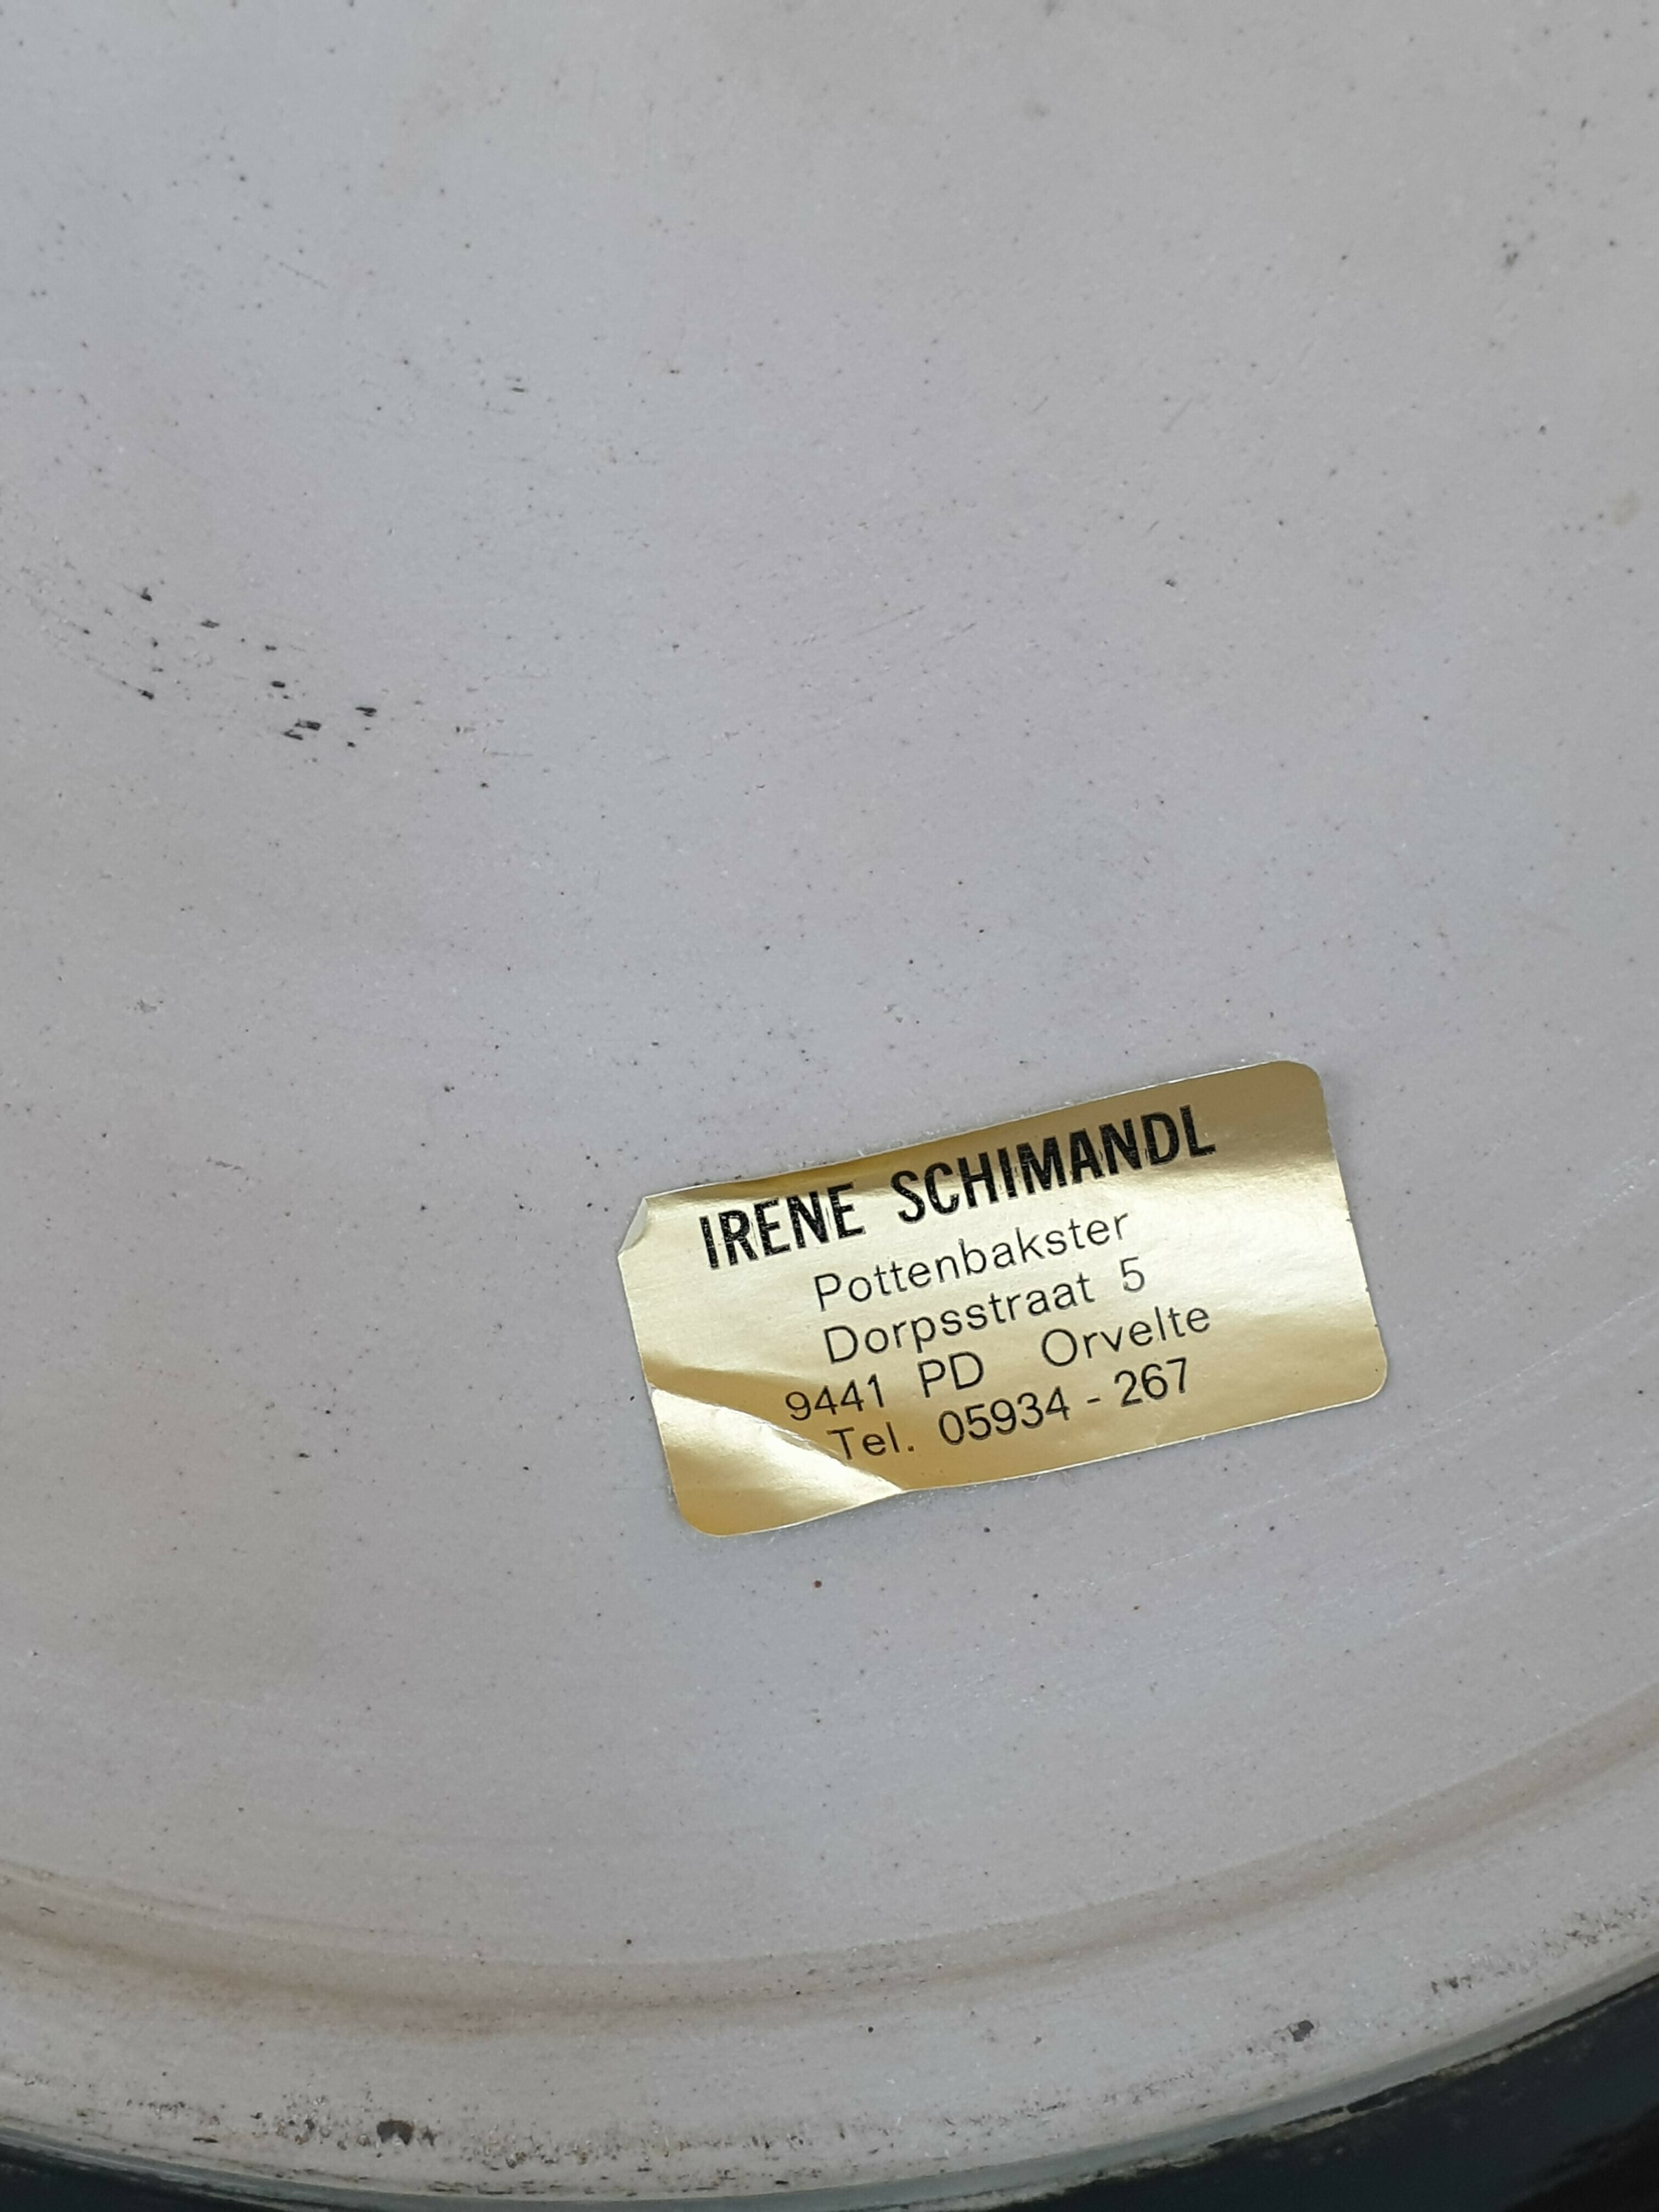 IRENE SCHIMANDL
Pottenbakster
Dorpsstraat 5
9441 PD Orvelte
Tel. 05934 - 267